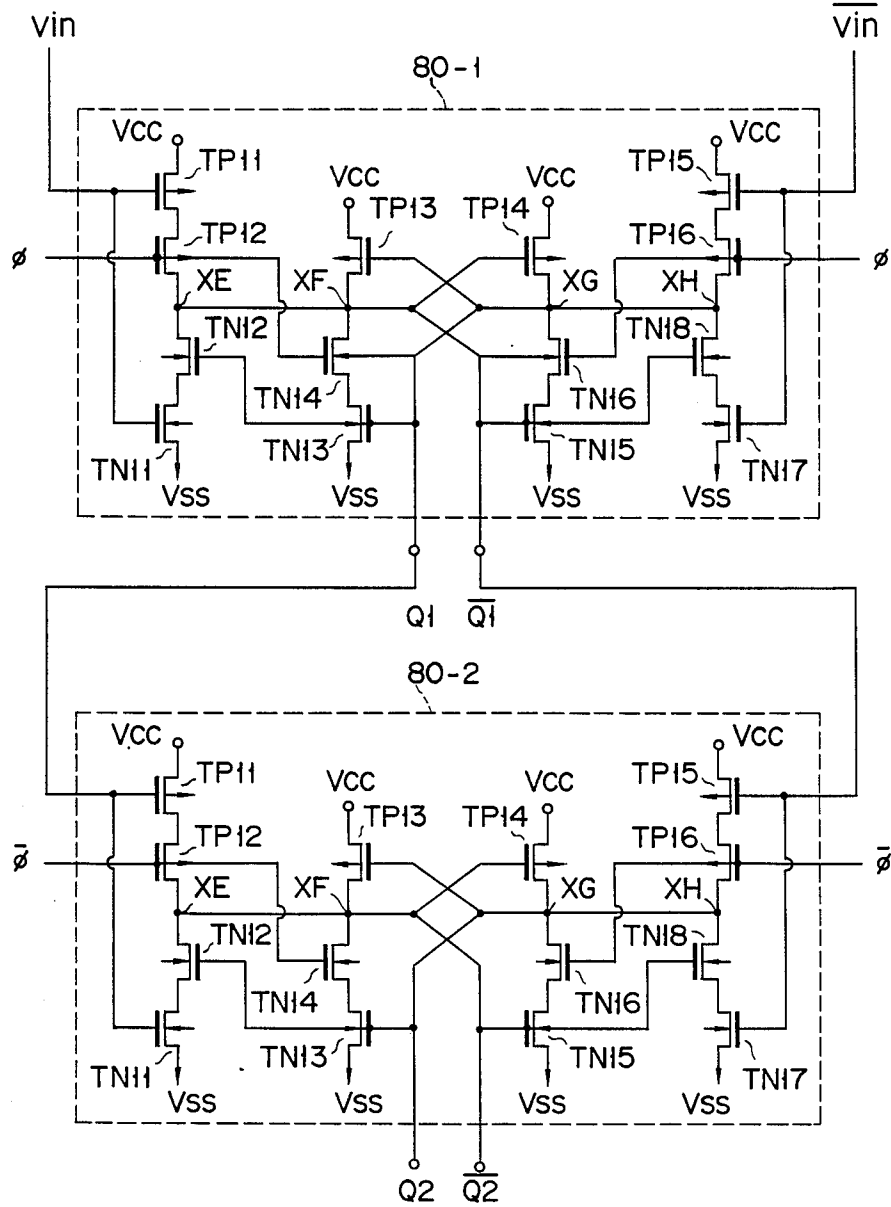 Vin V̅i̅n̅
80-1
VCC VCC
TP11 VCC VCC TP15
TP13 TP14
ø TP12 TP16 ø
XE XF XG XH
TN12 TN18
TN14 TN16
TN11 TN13 TN15 TN17
VSS VSS VSS VSS
Q1 Q̅1̅
80-2
VCC VCC
TP11 VCC VCC TP15
TP13 TP14
ø̅ TP12 TP16 ø̅
XE XF XG XH
TN12 TN18
TN14 TN16
TN11 TN13 TN15 TN17
VSS VSS VSS VSS
Q2 Q̅2̅